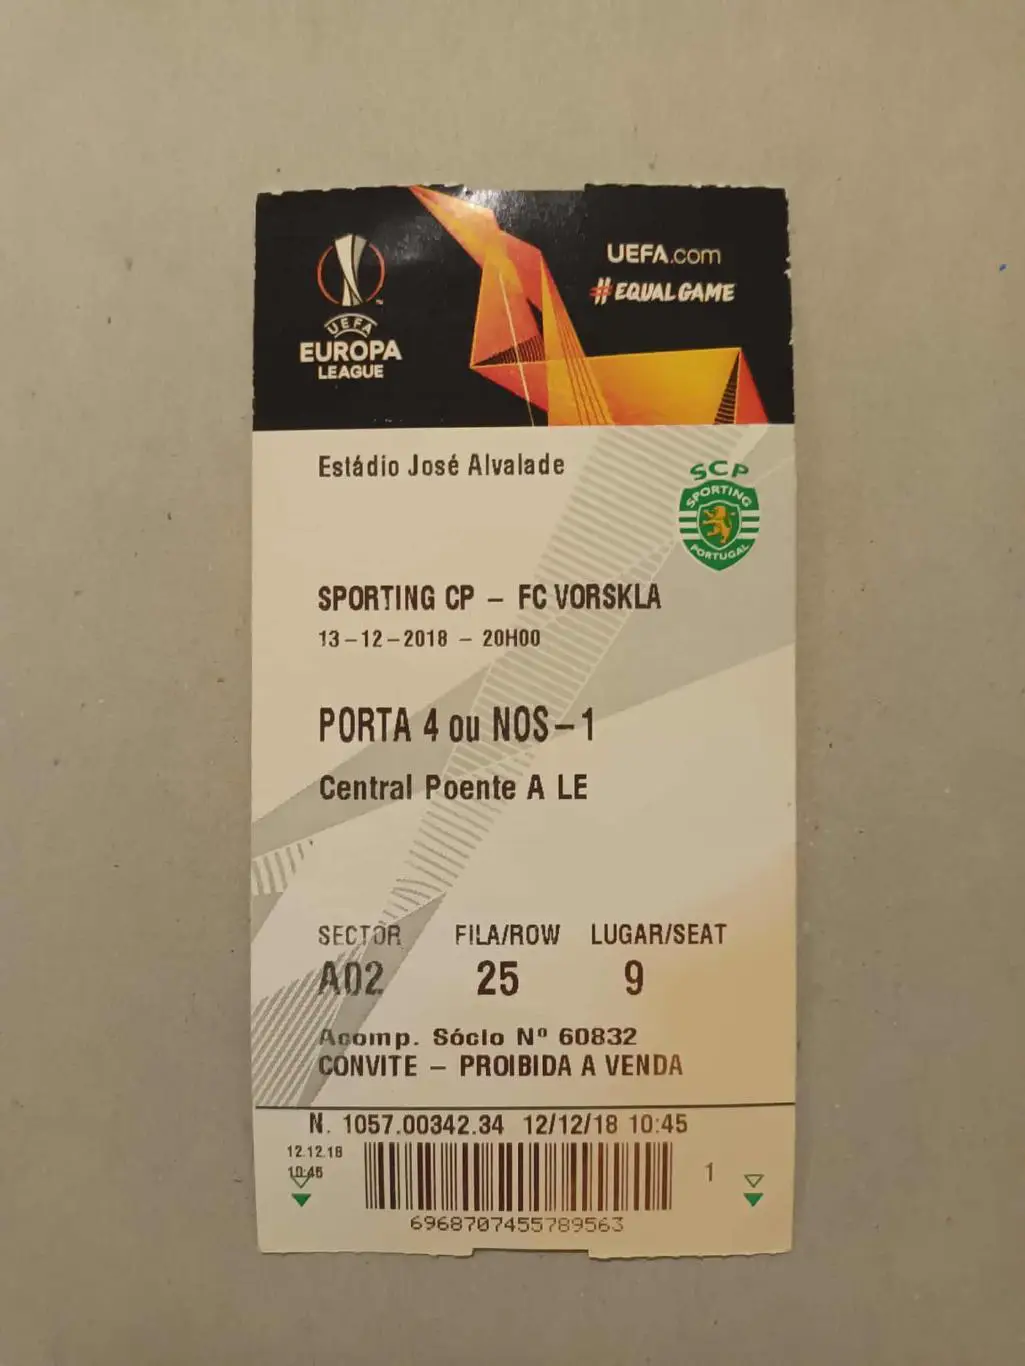 UEFA.com
#EQUALGAME
UEFA
EUROPA
LEAGUE
Estádio José Alvalade
SCP
SPORTING
PORTUGAL
SPORTING CP - FC VORSKLA
13-12-2018 - 20H00
PORTA 4 ou NOS-1
Central Poente A LE
SECTOR FILA/ROW LUGAR/SEAT
A02 25 9
Acomp. Sócio Nº 60832
CONVITE - PROIBIDA A VENDA
N. 1057.00342.34 12/12/18 10:45
12.12.18
10:45
1
6968707455789563